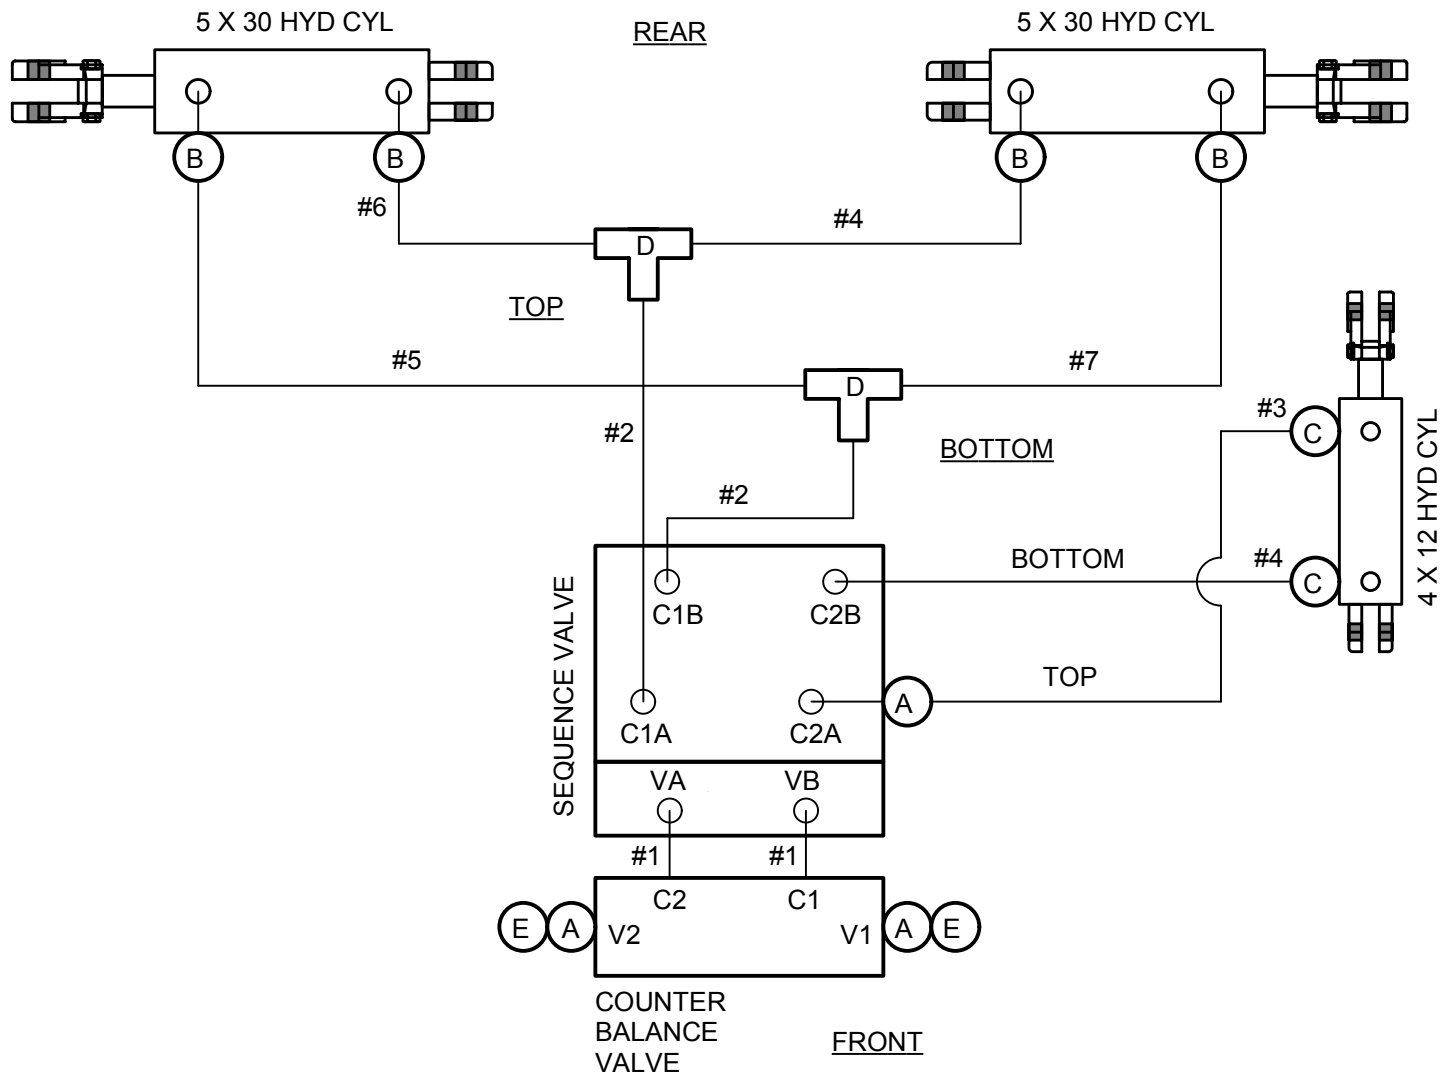 5 X 30 HYD CYL
REAR
5 X 30 HYD CYL
B
B
B
B
#6
#4
D
TOP
#5
#7
D
#2
#3
C
BOTTOM
4 X 12 HYD CYL
#2
BOTTOM
#4
C
C1B
C2B
SEQUENCE VALVE
TOP
A
C1A
C2A
VA
VB
#1
#1
C2
C1
E
A
V2
V1
A
E
COUNTER
BALANCE
VALVE
FRONT